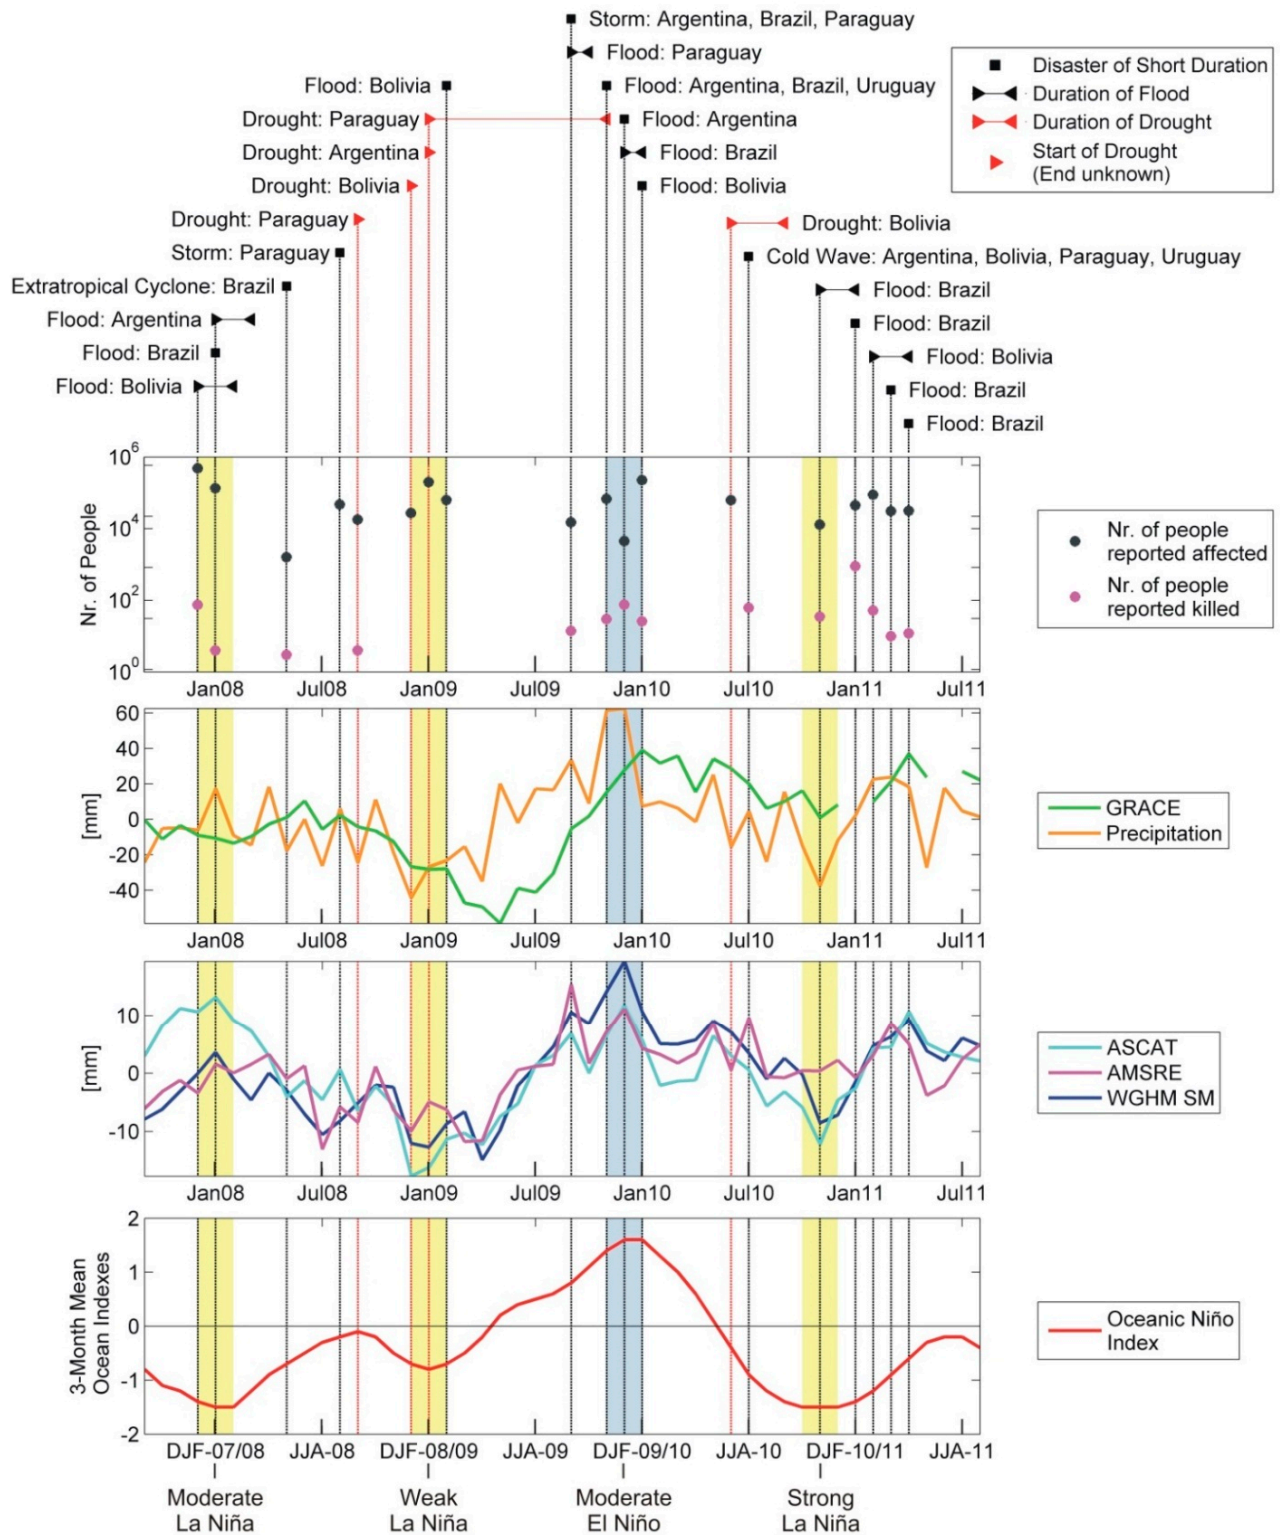 Storm: Argentina, Brazil, Paraguay
Flood: Paraguay
Flood: Bolivia
Flood: Argentina, Brazil, Uruguay
Drought: Paraguay
Flood: Argentina
Drought: Argentina
Flood: Brazil
Drought: Bolivia
Flood: Bolivia
Drought: Paraguay
Drought: Bolivia
Storm: Paraguay
Cold Wave: Argentina, Bolivia, Paraguay, Uruguay
Extratropical Cyclone: Brazil
Flood: Brazil
Flood: Argentina
Flood: Brazil
Flood: Brazil
Flood: Bolivia
Flood: Bolivia
Flood: Brazil
Flood: Brazil
Disaster of Short Duration
Duration of Flood
Duration of Drought
Start of Drought
(End unknown)
Nr. of People
10^6
10^4
10^2
10^0
Jan08 Jul08 Jan09 Jul09 Jan10 Jul10 Jan11 Jul11
Nr. of people
reported affected
Nr. of people
reported killed
[mm]
60
40
20
0
-20
-40
Jan08 Jul08 Jan09 Jul09 Jan10 Jul10 Jan11 Jul11
GRACE
Precipitation
[mm]
10
0
-10
Jan08 Jul08 Jan09 Jul09 Jan10 Jul10 Jan11 Jul11
ASCAT
AMSRE
WGHM SM
3-Month Mean
Ocean Indexes
2
1
0
-1
-2
Oceanic Niño
Index
DJF-07/08 JJA-08 DJF-08/09 JJA-09 DJF-09/10 JJA-10 DJF-10/11 JJA-11
Moderate
La Niña
Weak
La Niña
Moderate
El Niño
Strong
La Niña